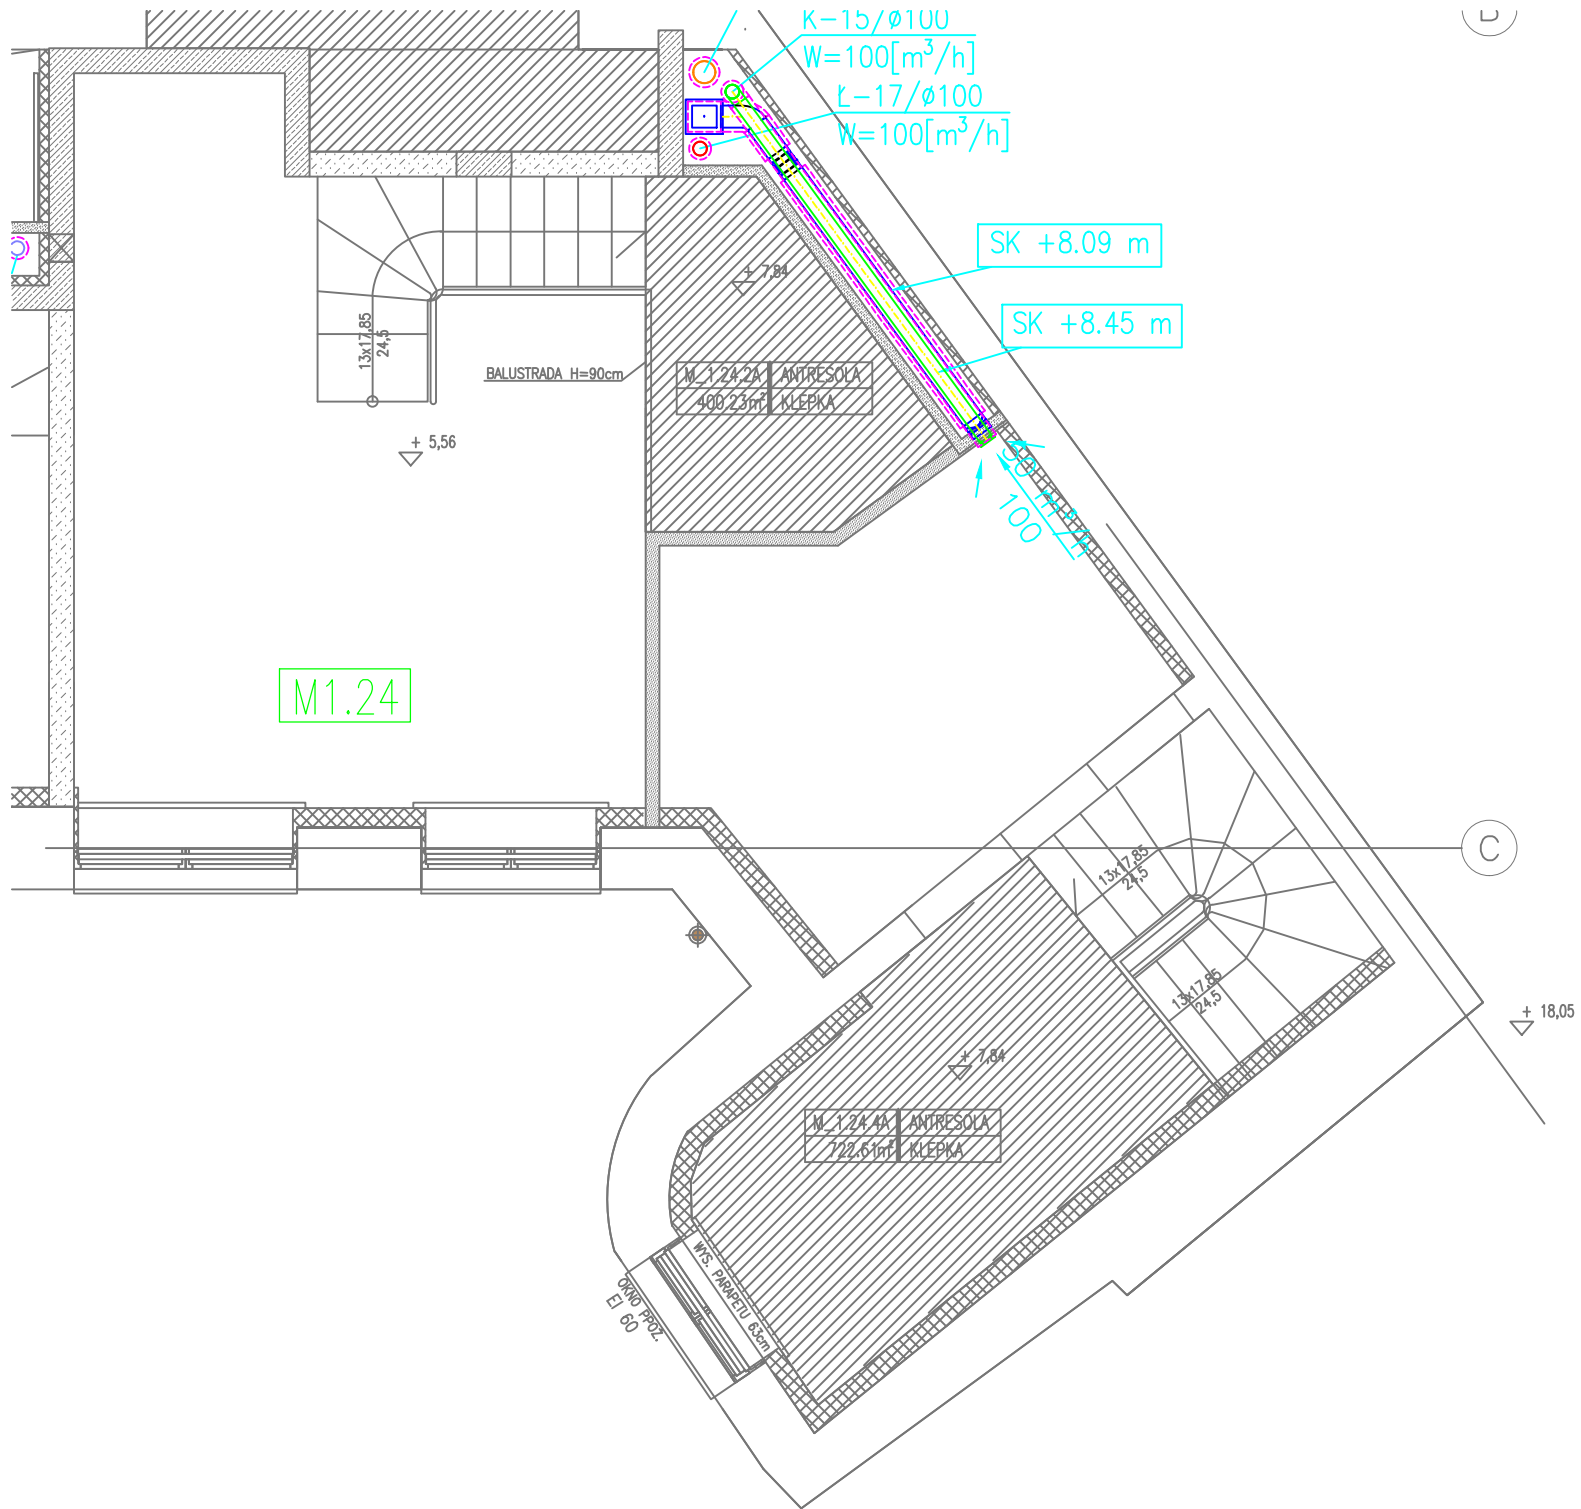 K-15/ø100
W=100[m³/h]
Ł-17/ø100
W=100[m³/h]
SK +8.09 m
SK +8.45 m
+ 7,84
13x17,85
24,5
BALUSTRADA H=90cm
M_1.24.2A ANTRESOLA
400.23m² KLEPKA
+ 5,56
50 m³/h
100
M1.24
C
13x17,85
24,5
13x17,85
24,5
+ 18,05
+ 7,84
M_1.24.4A ANTRESOLA
722.61m² KLEPKA
WYS. PARAPETU 63cm
OKNO PPOŻ.
EI 60